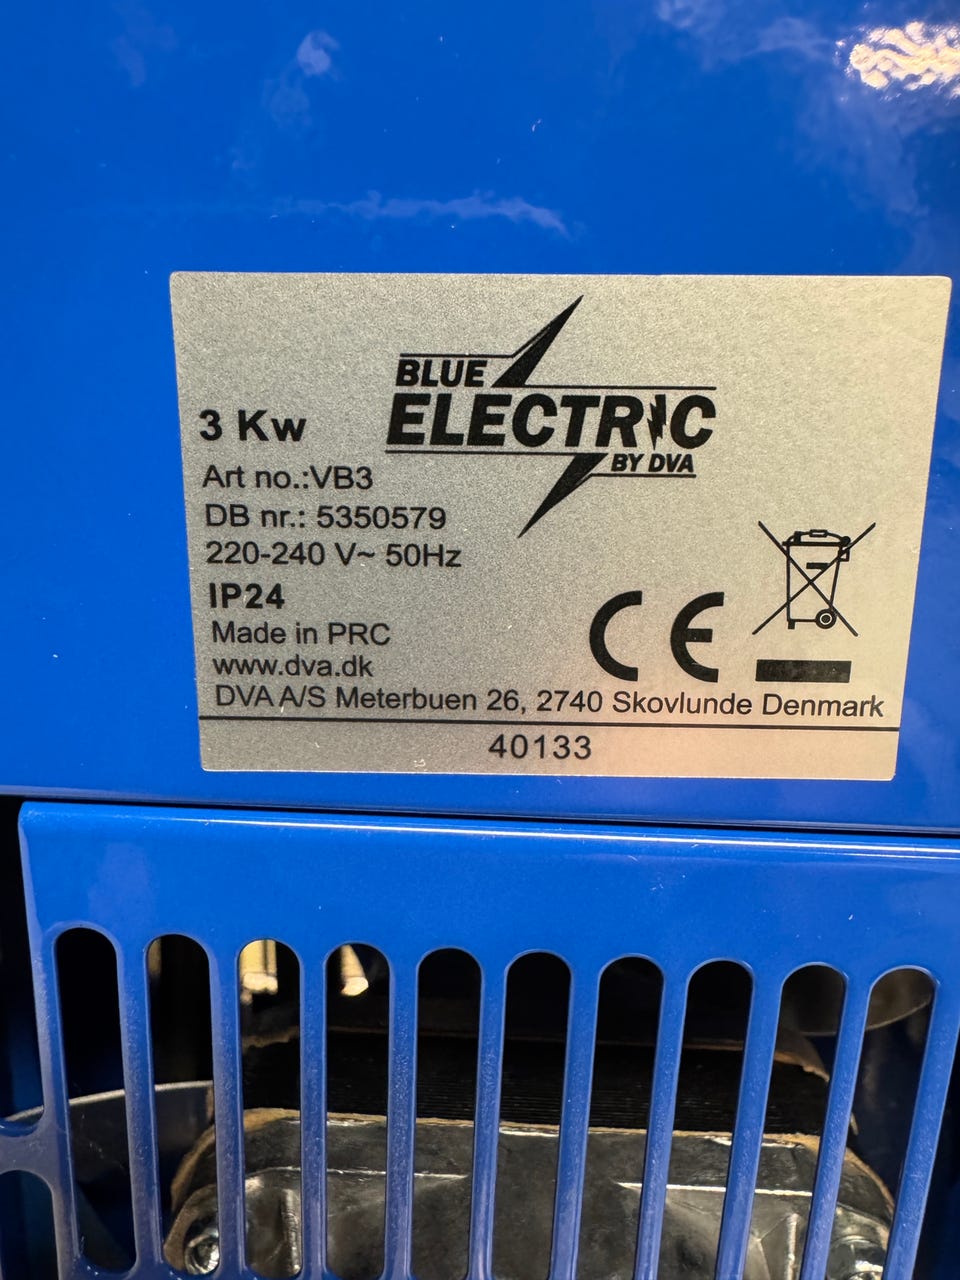 BLUE
ELECTRIC
BY DVA
3 Kw
Art no.:VB3
DB nr.: 5350579
220-240 V~ 50Hz
IP24
Made in PRC
www.dva.dk
DVA A/S Meterbuen 26, 2740 Skovlunde Denmark
CE
40133